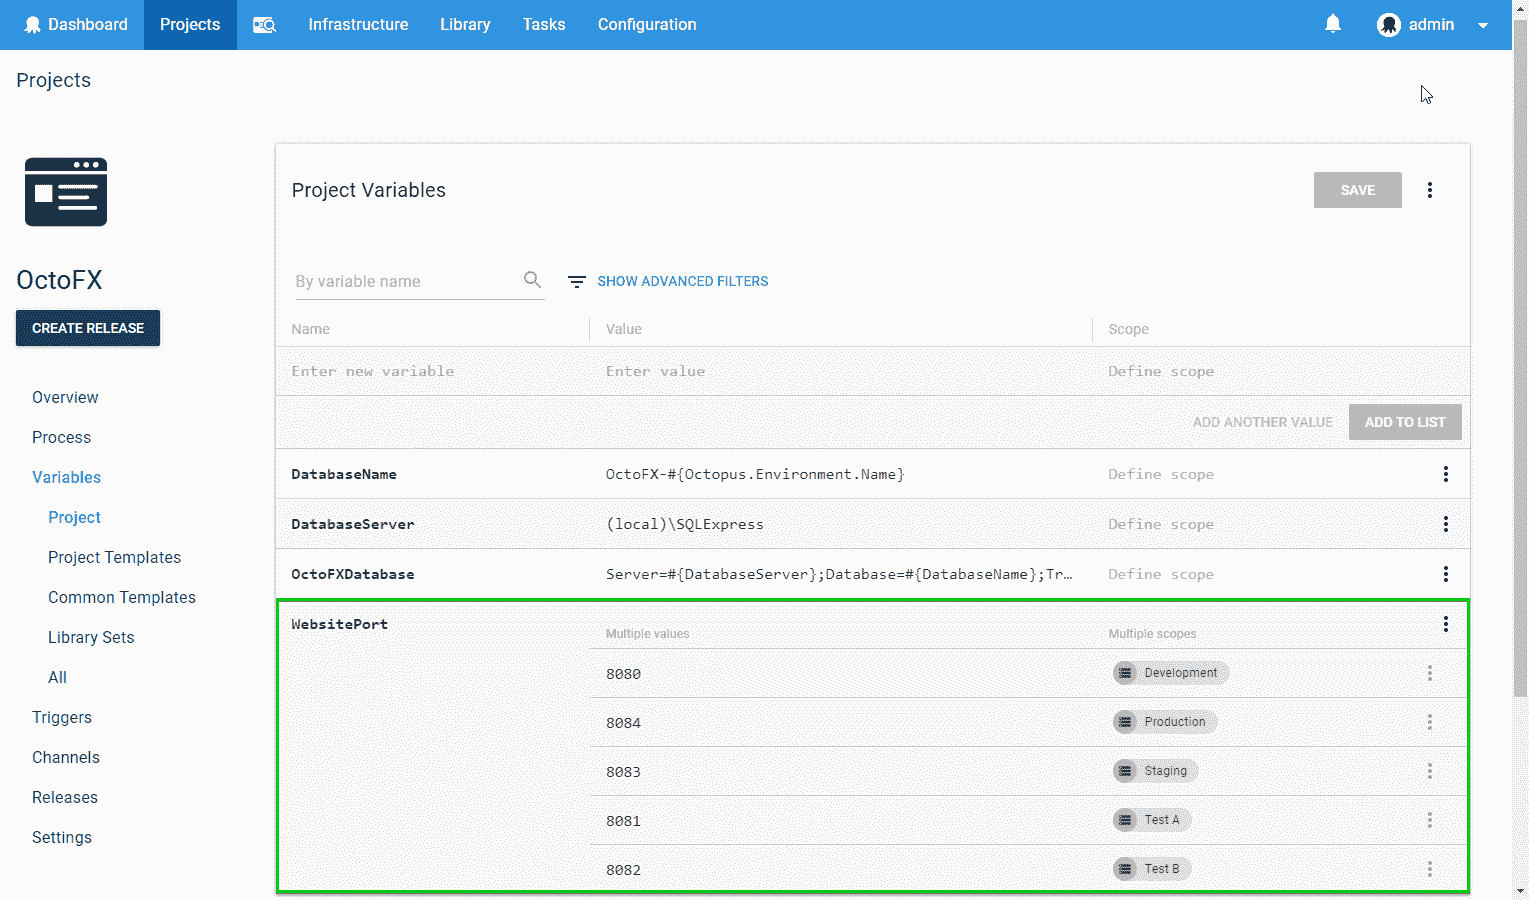 Dashboard Projects Infrastructure Library Tasks Configuration admin
Projects
Project Variables SAVE
OctoFX
By variable name SHOW ADVANCED FILTERS
CREATE RELEASE
Name Value Scope
Enter new variable Enter value Define scope
Overview
ADD ANOTHER VALUE ADD TO LIST
Process
Variables
DatabaseName OctoFX-#{Octopus.Environment.Name} Define scope
Project
DatabaseServer (local)\SQLExpress Define scope
Project Templates
OctoFXDatabase Server=#{DatabaseServer};Database=#{DatabaseName};Tr… Define scope
Common Templates
WebsitePort Multiple values Multiple scopes
Library Sets
8080 Development
All
Triggers
8084 Production
Channels
8083 Staging
Releases
8081 Test A
Settings
8082 Test B